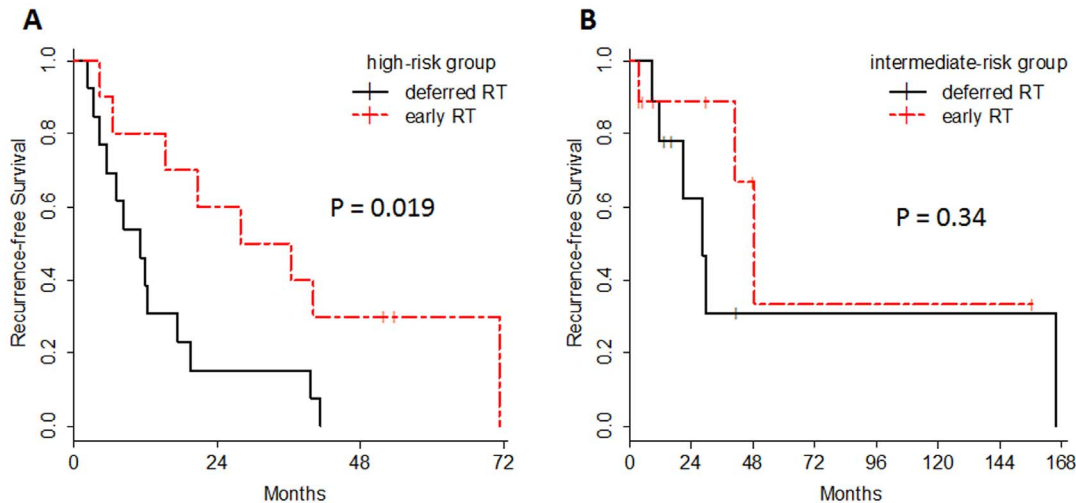 A
high-risk group
deferred RT
early RT
P = 0.019
Recurrence-free Survival
0.0 0.2 0.4 0.6 0.8 1.0
0 24 48 72
Months
B
intermediate-risk group
deferred RT
early RT
P = 0.34
Recurrence-free Survival
0.0 0.2 0.4 0.6 0.8 1.0
0 24 48 72 96 120 144 168
Months